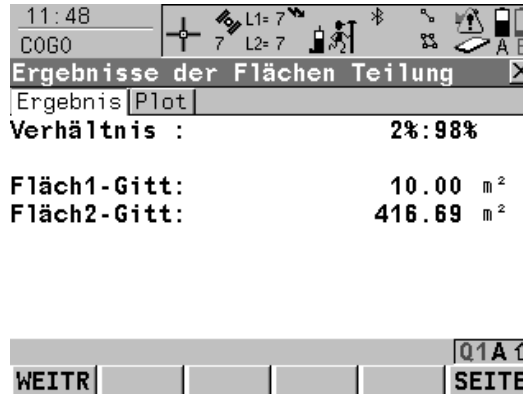 11:48
COGO
7
L1= 7
L2= 7
A B
Ergebnisse der Flächen Teilung X
Ergebnis Plot
Verhältnis : 2%:98%
Fläch1-Gitt: 10.00 m²
Fläch2-Gitt: 416.69 m²
Q1 A
WEITR SEITE